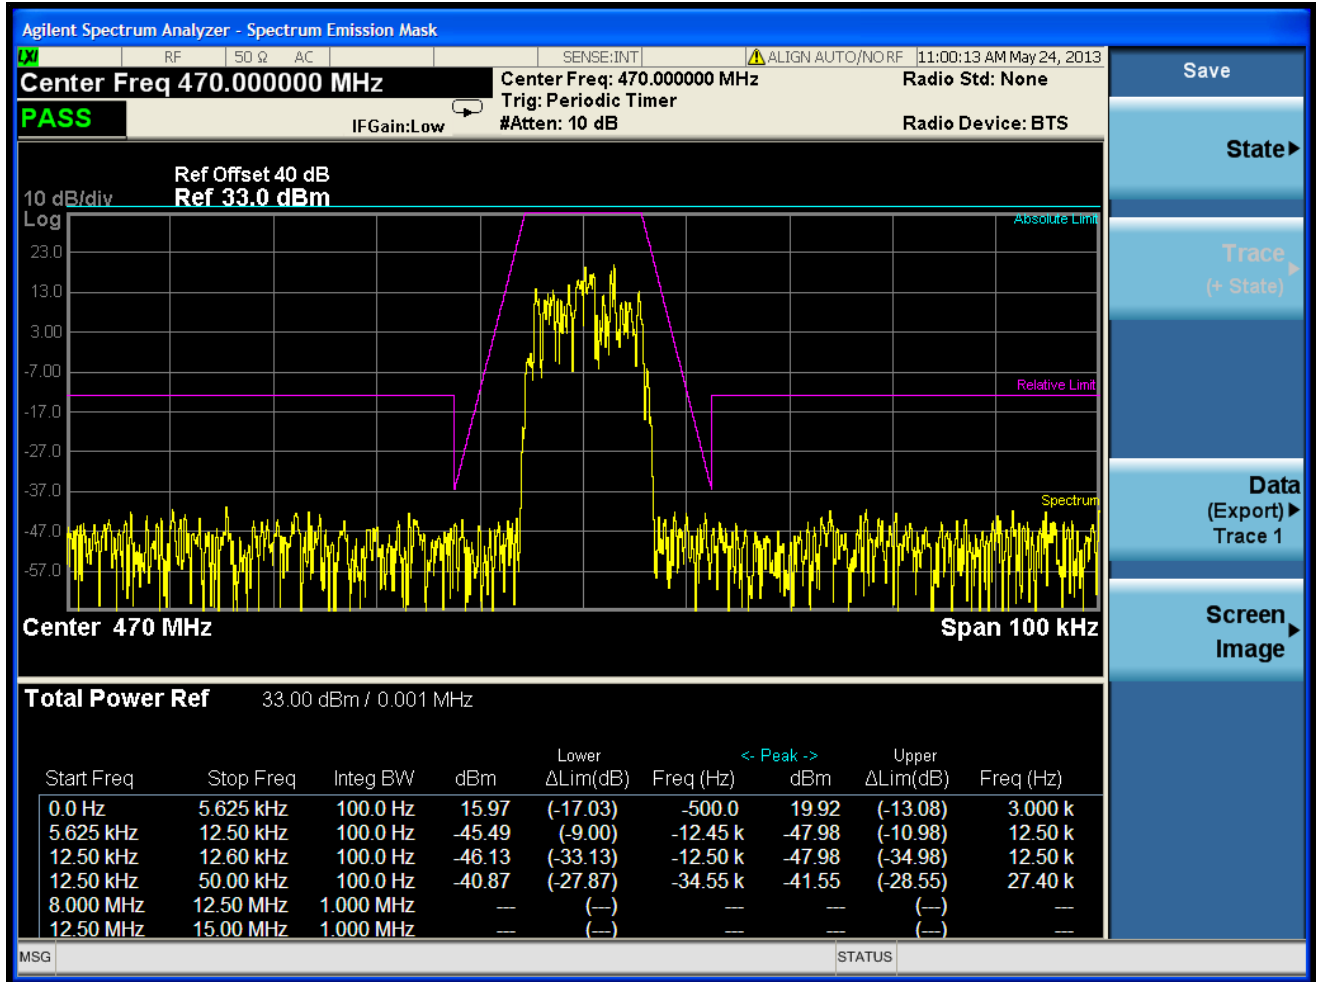 Agilent Spectrum Analyzer - Spectrum Emission Mask
LXI RF 50 Ω AC SENSE:INT ALIGN AUTO/NO RF 11:00:13 AM May 24, 2013
Center Freq 470.000000 MHz
Center Freq: 470.000000 MHz
Radio Std: None
Trig: Periodic Timer
PASS
IFGain:Low
#Atten: 10 dB
Radio Device: BTS
Ref Offset 40 dB
10 dB/div Ref 33.0 dBm
Log
Absolute Limit
23.0
13.0
3.00
-7.00
Relative Limit
-17.0
-27.0
-37.0
Spectrum
-47.0
-57.0
Center 470 MHz
Span 100 kHz
Total Power Ref 33.00 dBm / 0.001 MHz
Lower <- Peak -> Upper
Start Freq Stop Freq Integ BW dBm ΔLim(dB) Freq (Hz) dBm ΔLim(dB) Freq (Hz)
0.0 Hz 5.625 kHz 100.0 Hz 15.97 (-17.03) -500.0 19.92 (-13.08) 3.000 k
5.625 kHz 12.50 kHz 100.0 Hz -45.49 (-9.00) -12.45 k -47.98 (-10.98) 12.50 k
12.50 kHz 12.60 kHz 100.0 Hz -46.13 (-33.13) -12.50 k -47.98 (-34.98) 12.50 k
12.50 kHz 50.00 kHz 100.0 Hz -40.87 (-27.87) -34.55 k -41.55 (-28.55) 27.40 k
8.000 MHz 12.50 MHz 1.000 MHz --- (---) --- --- (---) ---
12.50 MHz 15.00 MHz 1.000 MHz --- (---) --- --- (---) ---
MSG
STATUS
Save
State
Trace
(+ State)
Data
(Export)
Trace 1
Screen
Image